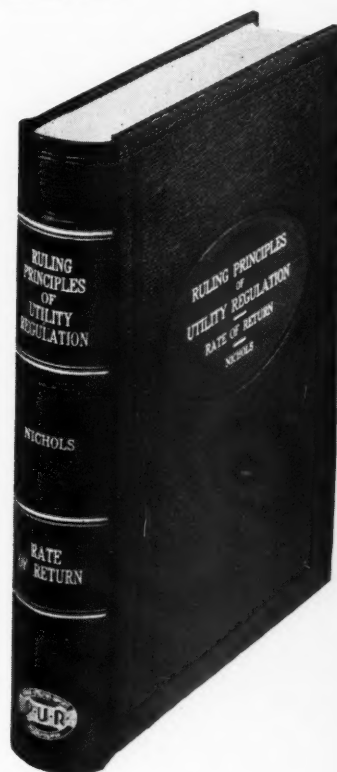 RULING
PRINCIPLES
OF
UTILITY
REGULATION
NICHOLS
RATE
OF RETURN
P·U·R
RULING PRINCIPLES
OF
UTILITY REGULATION
RATE OF RETURN
NICHOLS